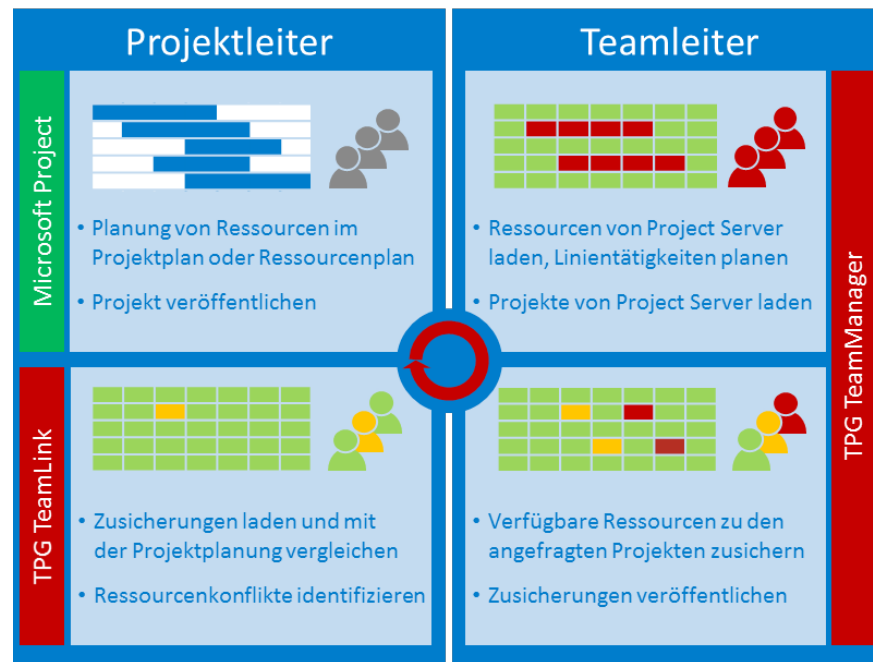 Projektleiter
Teamleiter
Microsoft Project
• Planung von Ressourcen im
Projektplan oder Ressourcenplan
• Projekt veröffentlichen
• Ressourcen von Project Server
laden, Linientätigkeiten planen
• Projekte von Project Server laden
TPG TeamManager
TPG TeamLink
• Zusicherungen laden und mit
der Projektplanung vergleichen
• Ressourcenkonflikte identifizieren
• Verfügbare Ressourcen zu den
angefragten Projekten zusichern
• Zusicherungen veröffentlichen